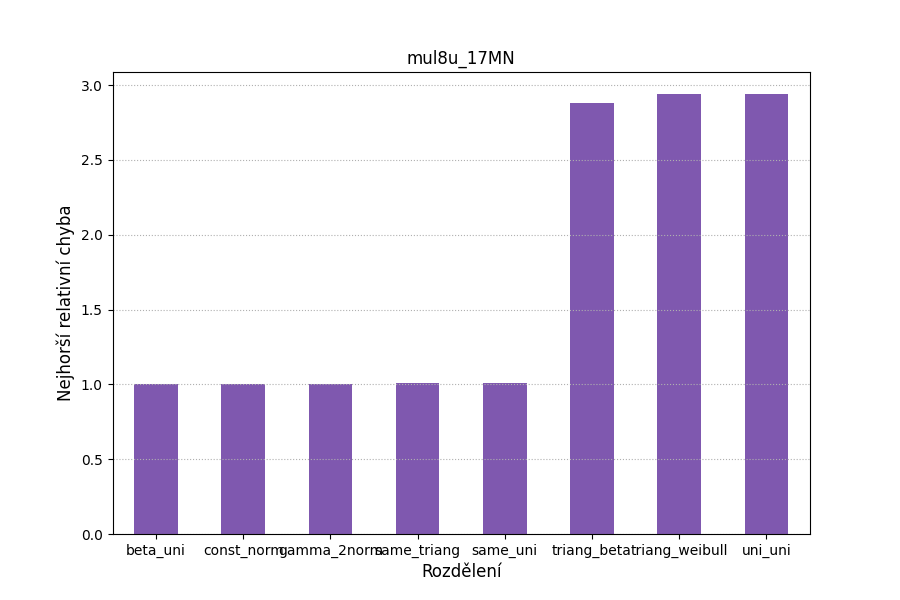 mul8u_17MN
Nejhorší relativní chyba
3.0
2.5
2.0
1.5
1.0
0.5
0.0
beta_uni const_norm gamma_2norm same_triang same_uni triang_beta triang_weibull uni_uni
Rozdělení